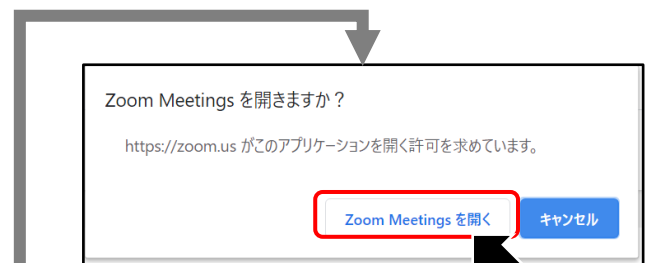 Zoom Meetings を開きますか？
https://zoom.us がこのアプリケーションを開く許可を求めています。
Zoom Meetings を開く キャンセル